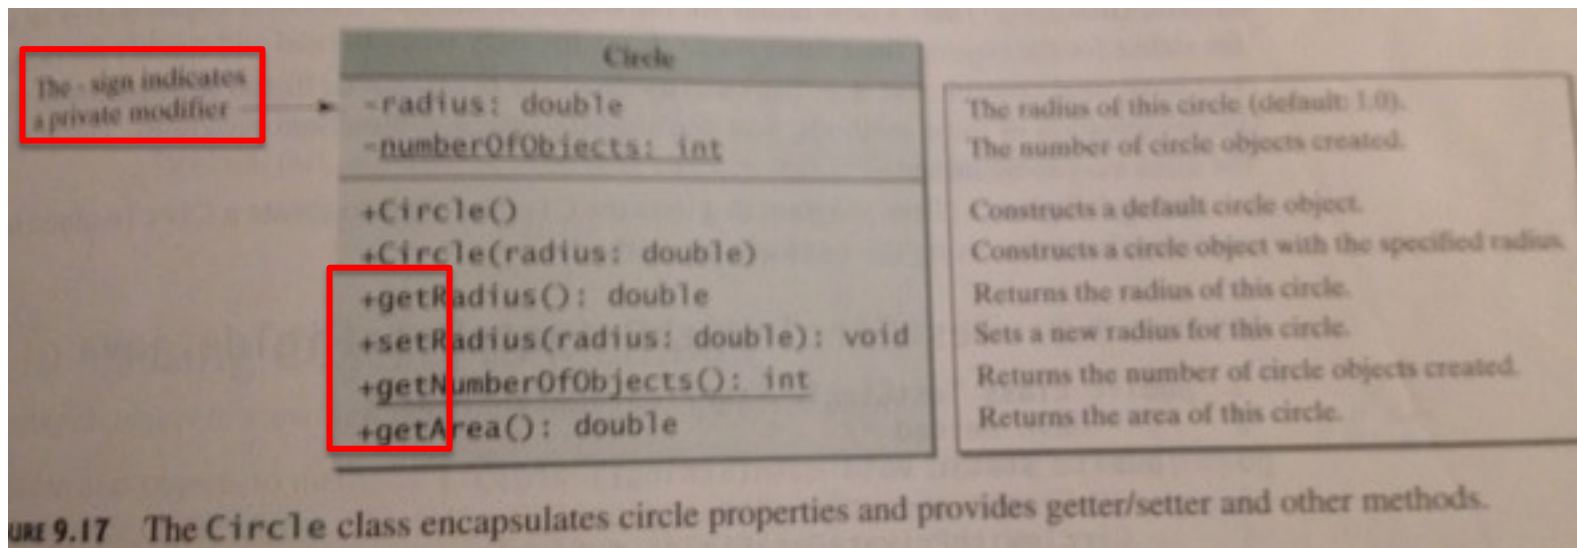 Circle
The - sign indicates
a private modifier
-radius: double
-numberOfObjects: int
+Circle()
+Circle(radius: double)
+getRadius(): double
+setRadius(radius: double): void
+getNumberOfObjects(): int
+getArea(): double
The radius of this circle (default: 1.0).
The number of circle objects created.
Constructs a default circle object.
Constructs a circle object with the specified radius.
Returns the radius of this circle.
Sets a new radius for this circle.
Returns the number of circle objects created.
Returns the area of this circle.
URE 9.17 The Circle class encapsulates circle properties and provides getter/setter and other methods.